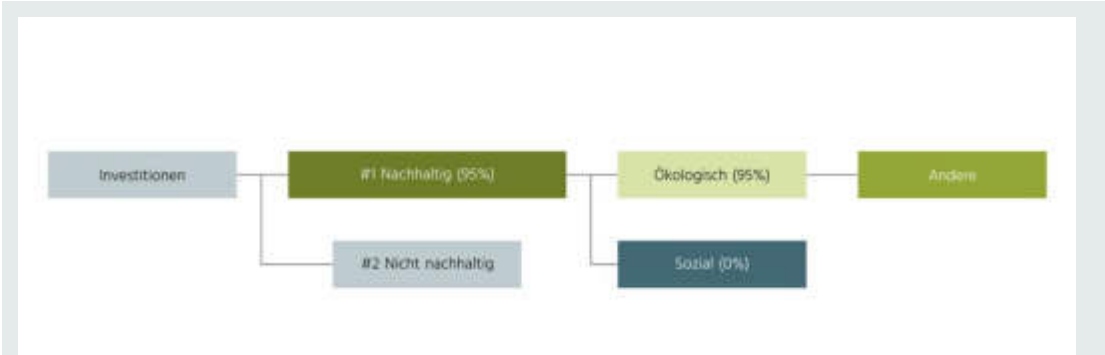 Investitionen
#1 Nachhaltig (95%)
Ökologisch (95%)
Andere
#2 Nicht nachhaltig
Sozial (0%)